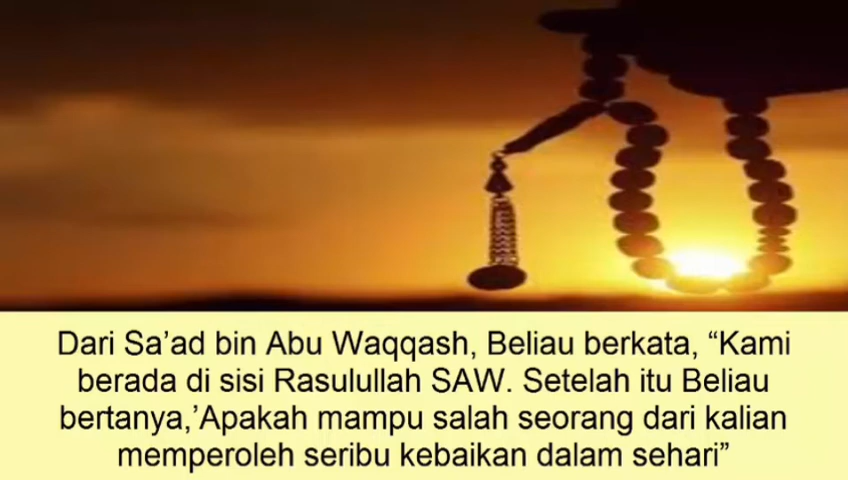 Dari Sa’ad bin Abu Waqqash, Beliau berkata, “Kami
berada di sisi Rasulullah SAW. Setelah itu Beliau
bertanya,’Apakah mampu salah seorang dari kalian
memperoleh seribu kebaikan dalam sehari”